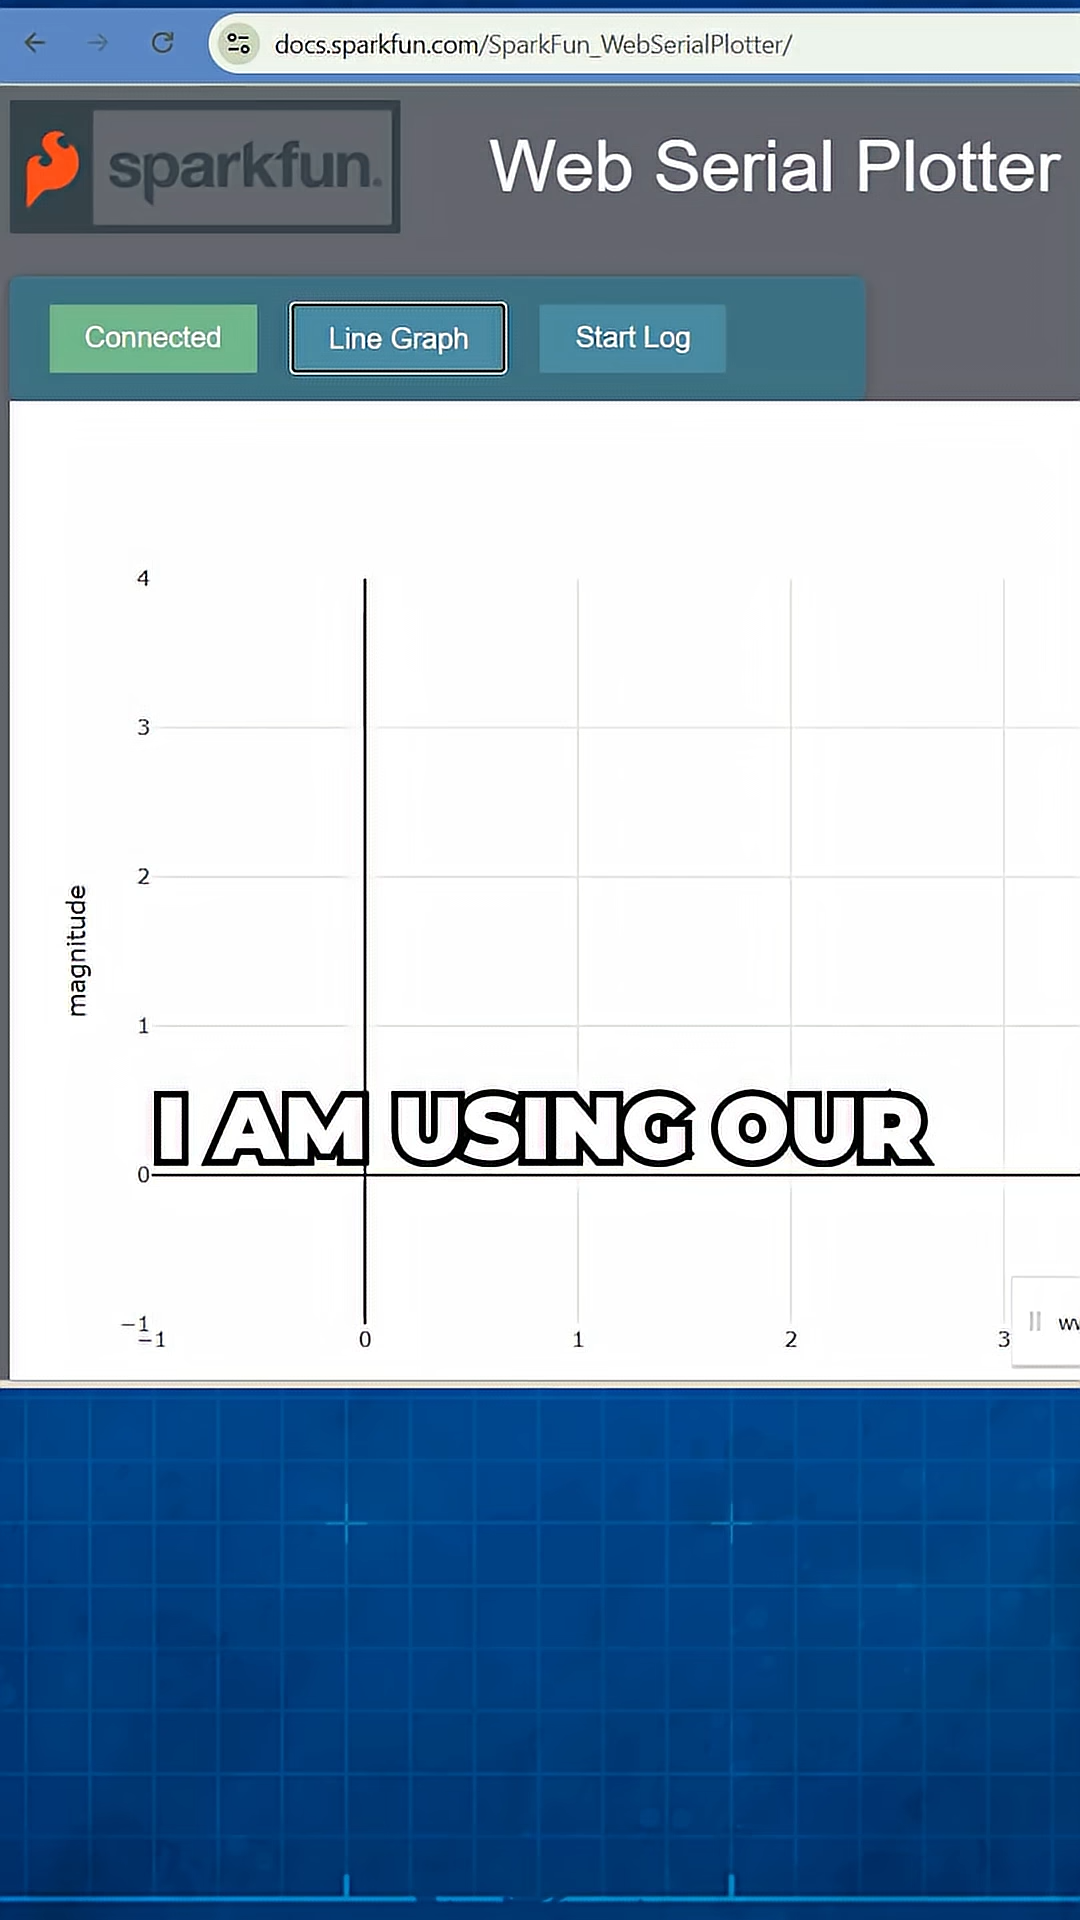 docs.sparkfun.com/SparkFun_WebSerialPlotter/
sparkfun.
Web Serial Plotter
Connected
Line Graph
Start Log
4
3
2
magnitude
1
I AM USING OUR
0
−1
−1
0
1
2
3